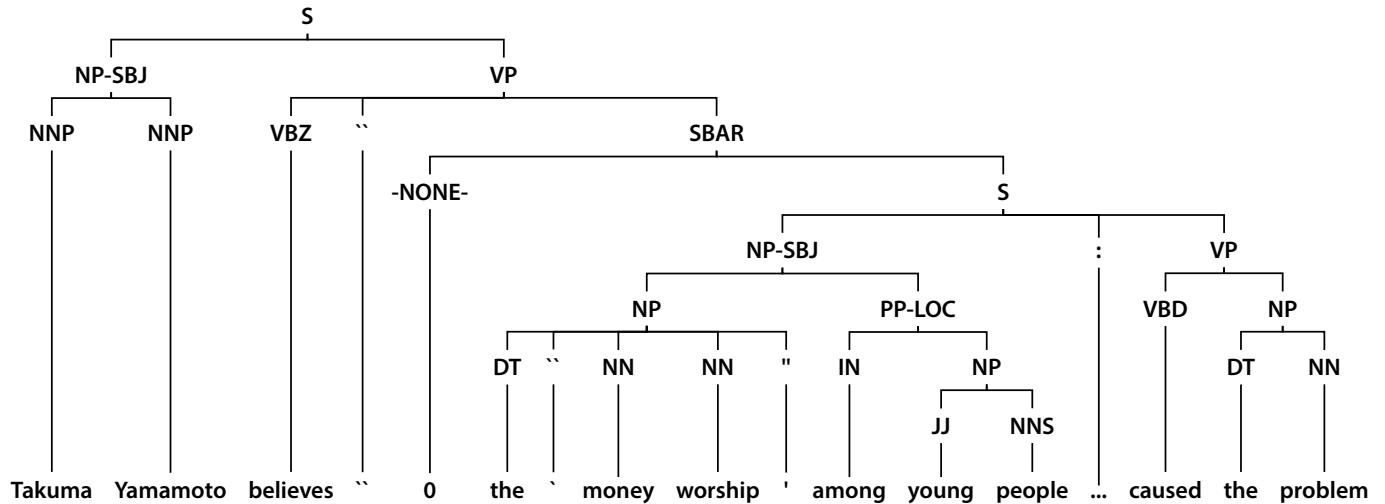 S
NP-SBJ VP
NNP NNP VBZ `` SBAR
-NONE- S
NP-SBJ : VP
NP PP-LOC VBD NP
DT `` NN NN " IN NP DT NN
JJ NNS
Takuma Yamamoto believes `` 0 the ` money worship ' among young people ... caused the problem